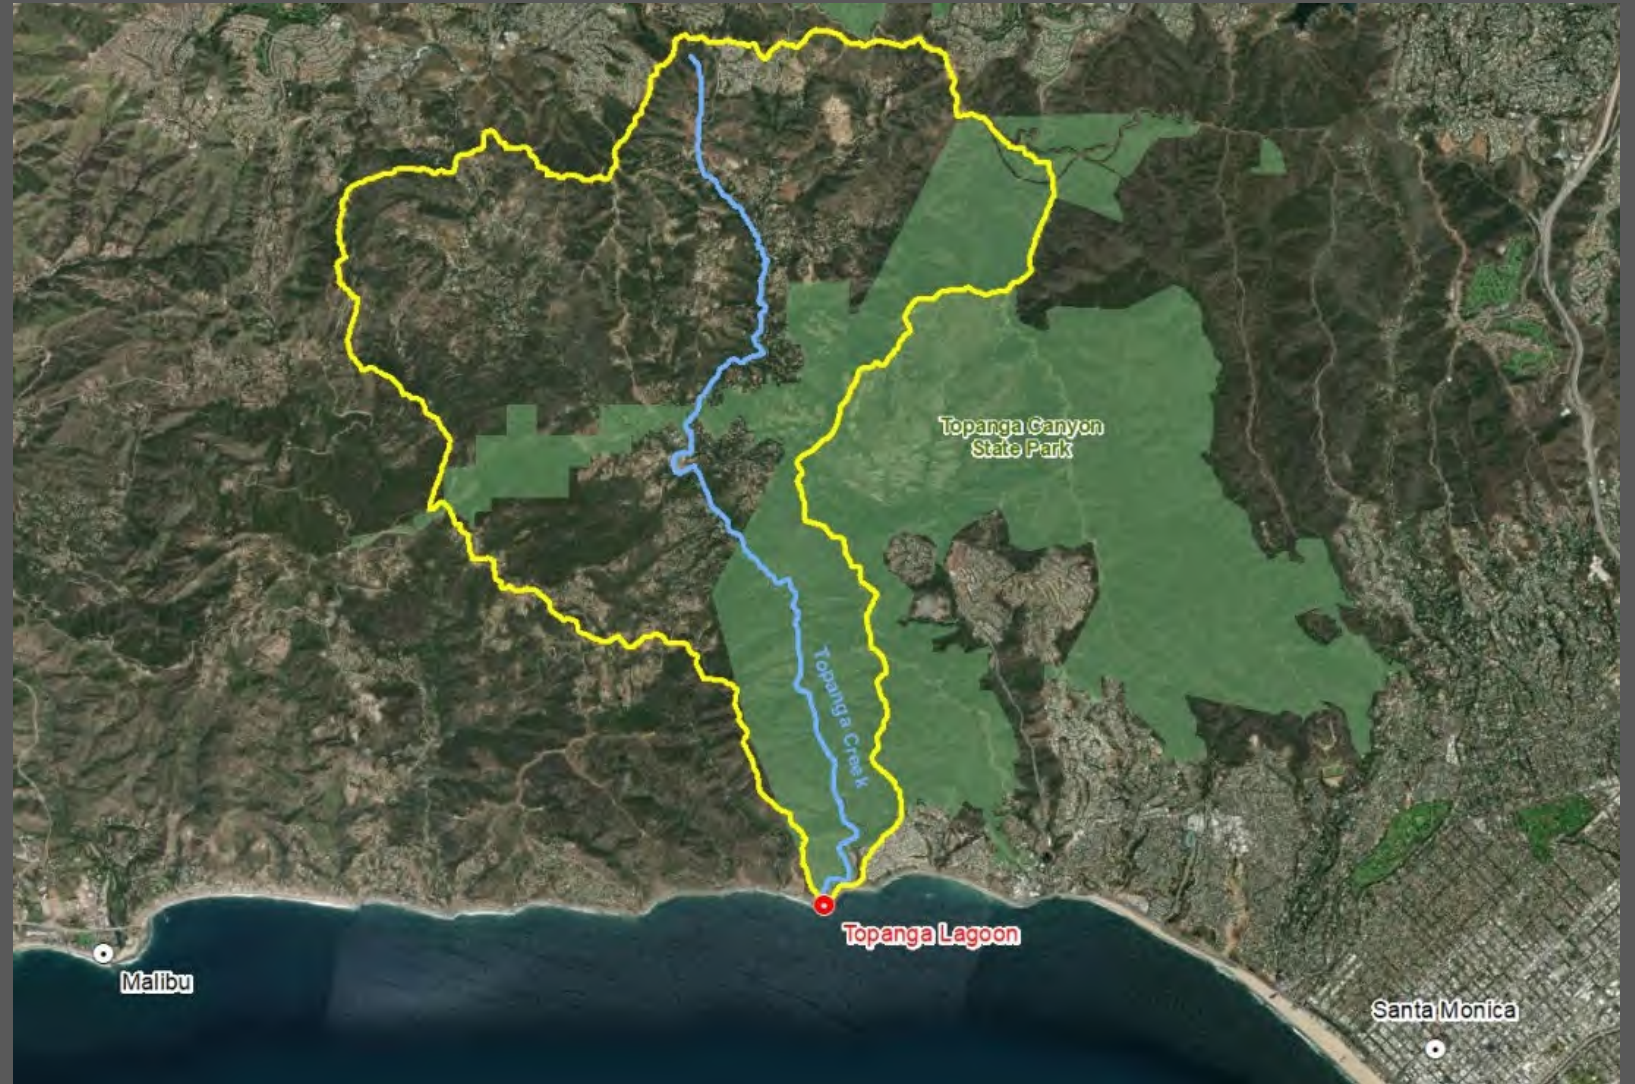 Topanga Canyon
State Park
Topanga Creek
Topanga Lagoon
Malibu
Santa Monica